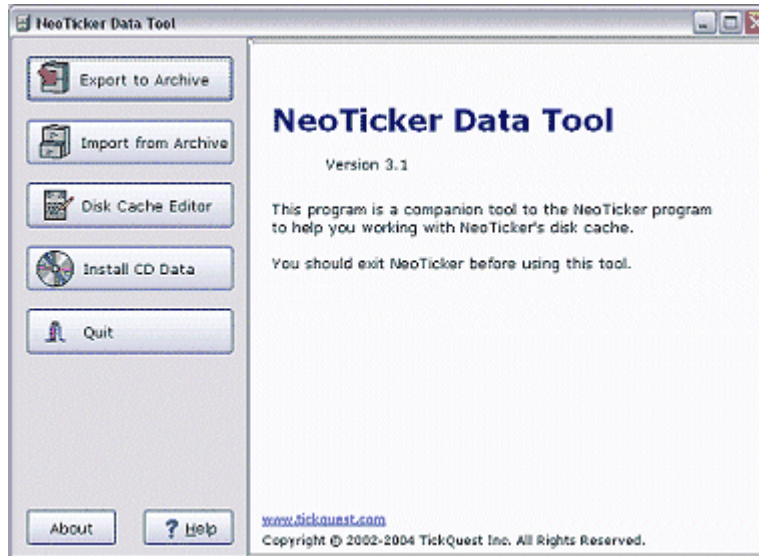 NeoTicker Data Tool
Export to Archive
Import from Archive
Disk Cache Editor
Install CD Data
Quit
About
? Help
NeoTicker Data Tool
Version 3.1
This program is a companion tool to the NeoTicker program
to help you working with NeoTicker's disk cache.
You should exit NeoTicker before using this tool.
www.tickquest.com
Copyright © 2002-2004 TickQuest Inc. All Rights Reserved.